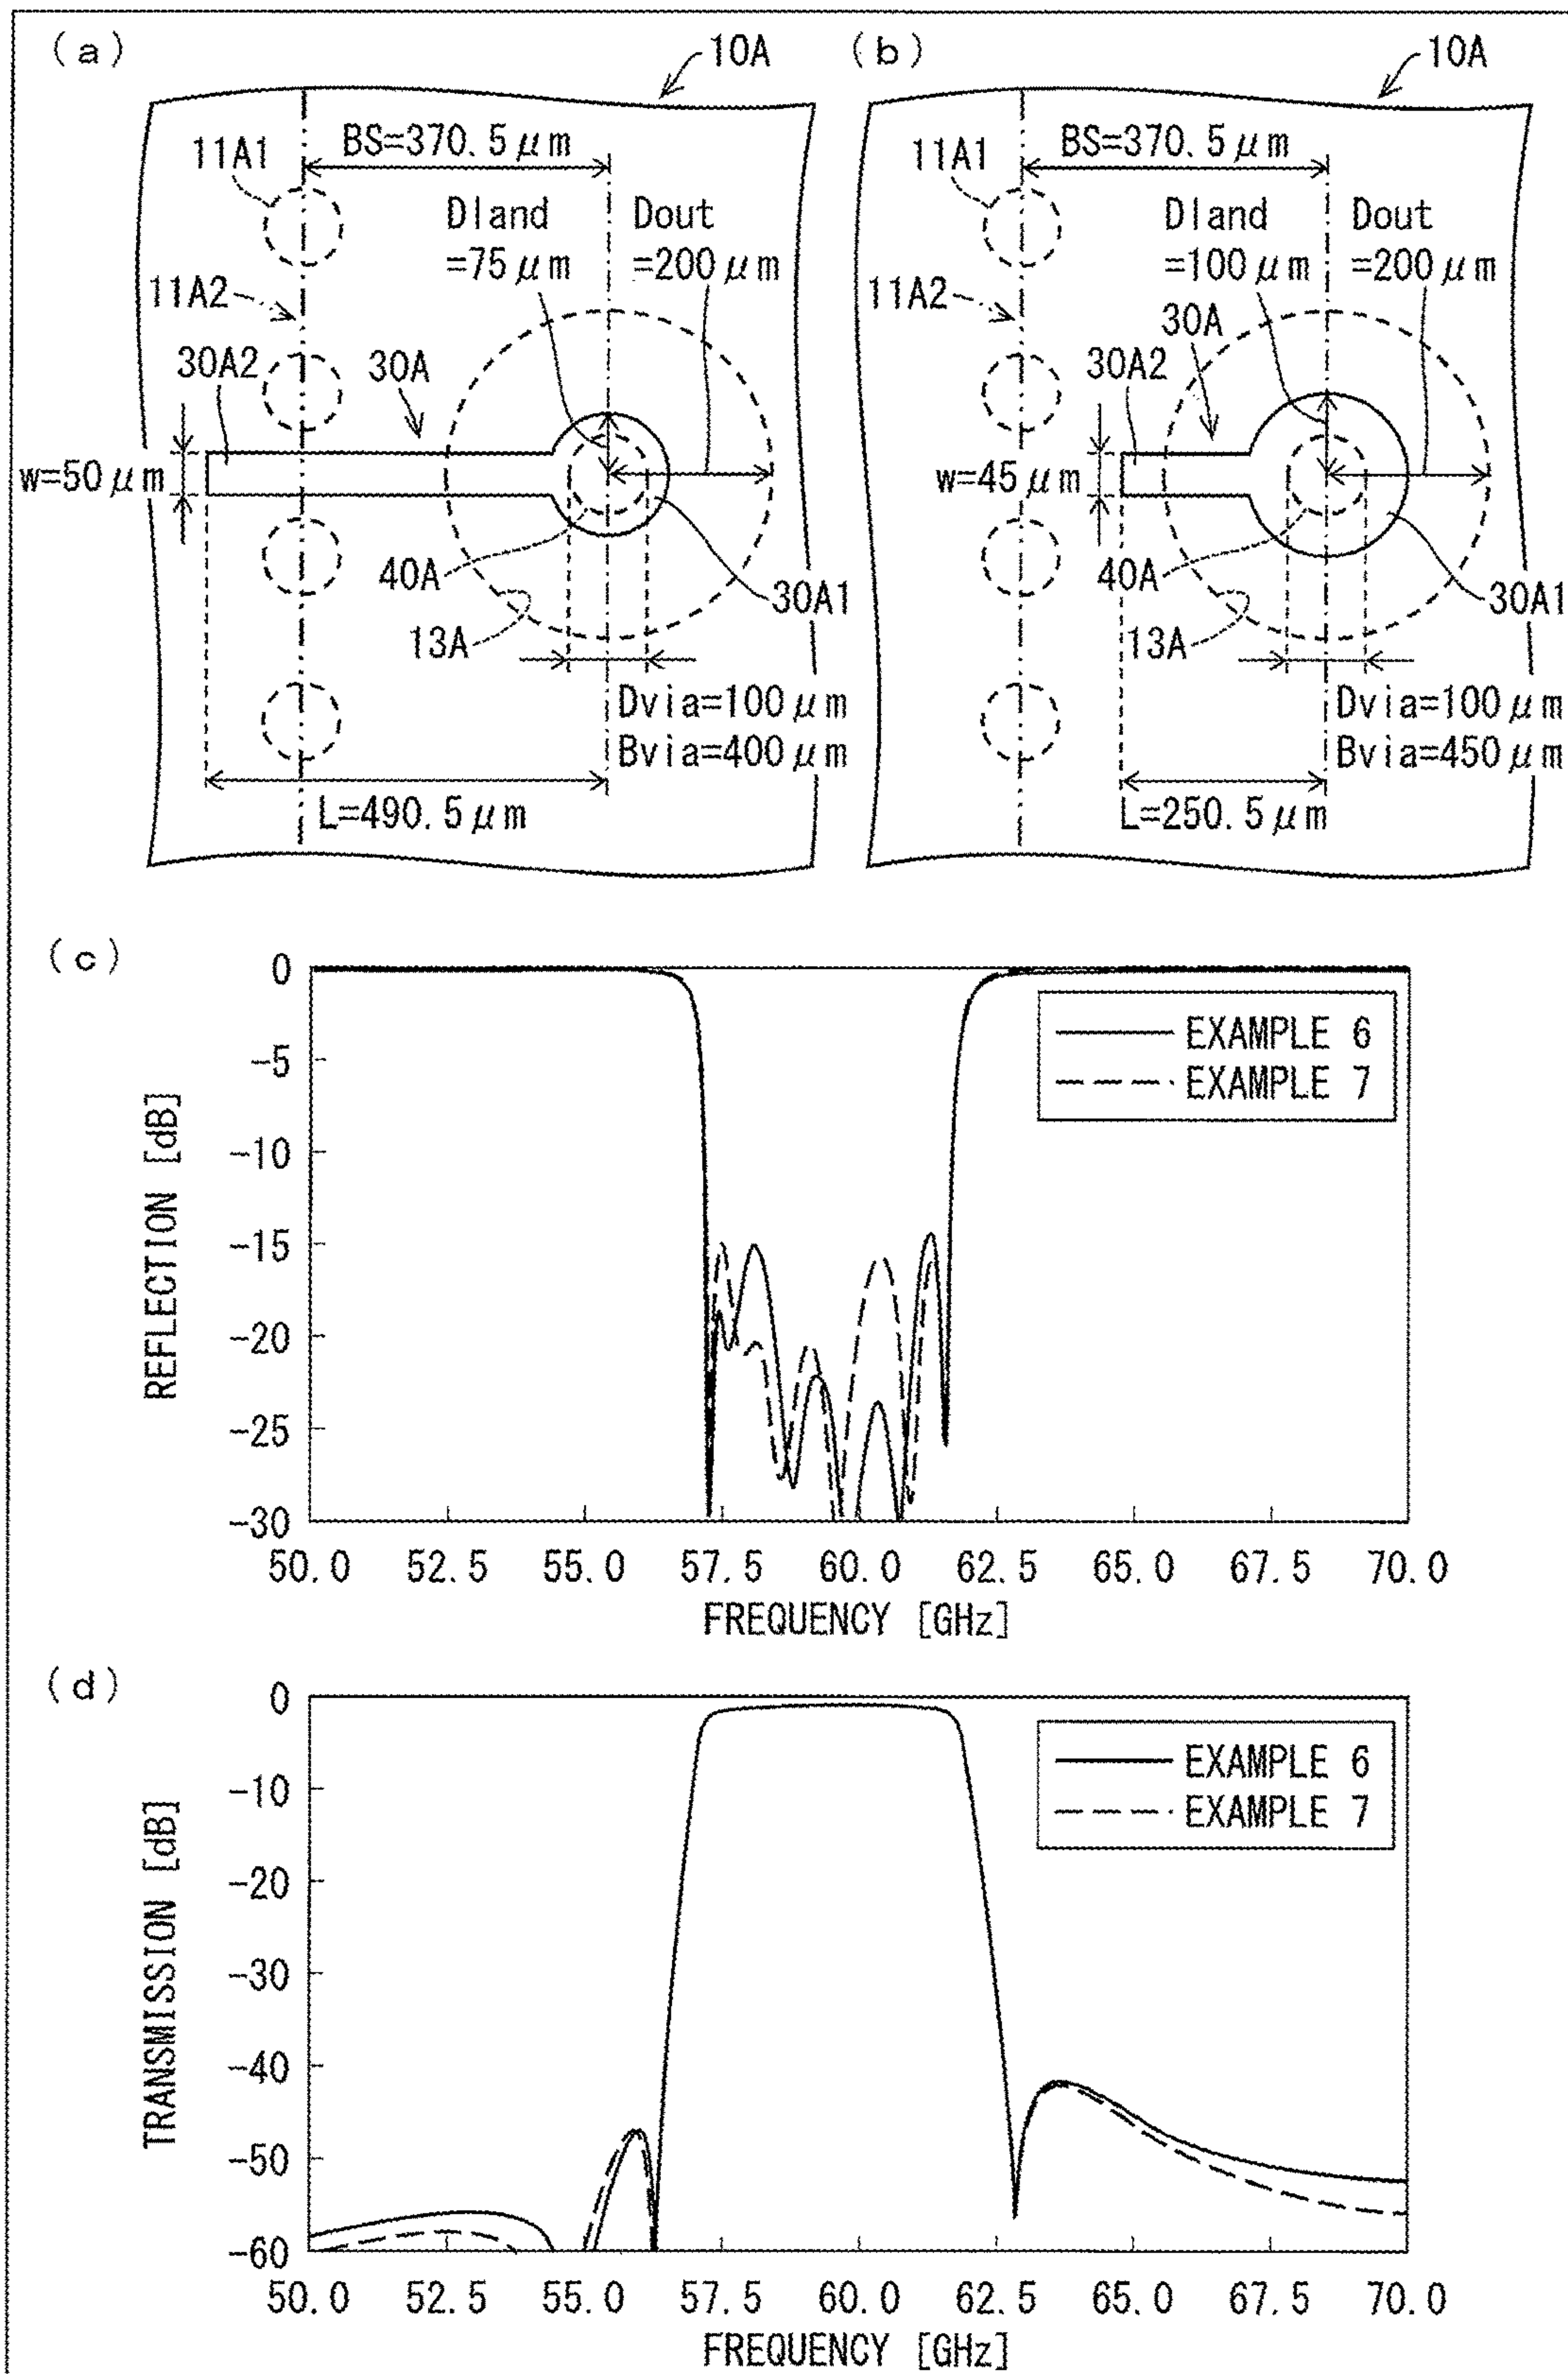 (a)
10A
BS=370.5μm
11A1
Dland
=75μm
Dout
=200μm
11A2
30A2
30A
w=50μm
40A
30A1
13A
Dvia=100μm
Bvia=400μm
L=490.5μm
(b)
10A
BS=370.5μm
11A1
Dland
=100μm
Dout
=200μm
11A2
30A
30A2
w=45μm
40A
30A1
13A
Dvia=100μm
Bvia=450μm
L=250.5μm
(c)
0
-5
-10
-15
-20
-25
-30
REFLECTION [dB]
EXAMPLE 6
EXAMPLE 7
50.0 52.5 55.0 57.5 60.0 62.5 65.0 67.5 70.0
FREQUENCY [GHz]
(d)
0
-10
-20
-30
-40
-50
-60
TRANSMISSION [dB]
EXAMPLE 6
EXAMPLE 7
50.0 52.5 55.0 57.5 60.0 62.5 65.0 67.5 70.0
FREQUENCY [GHz]